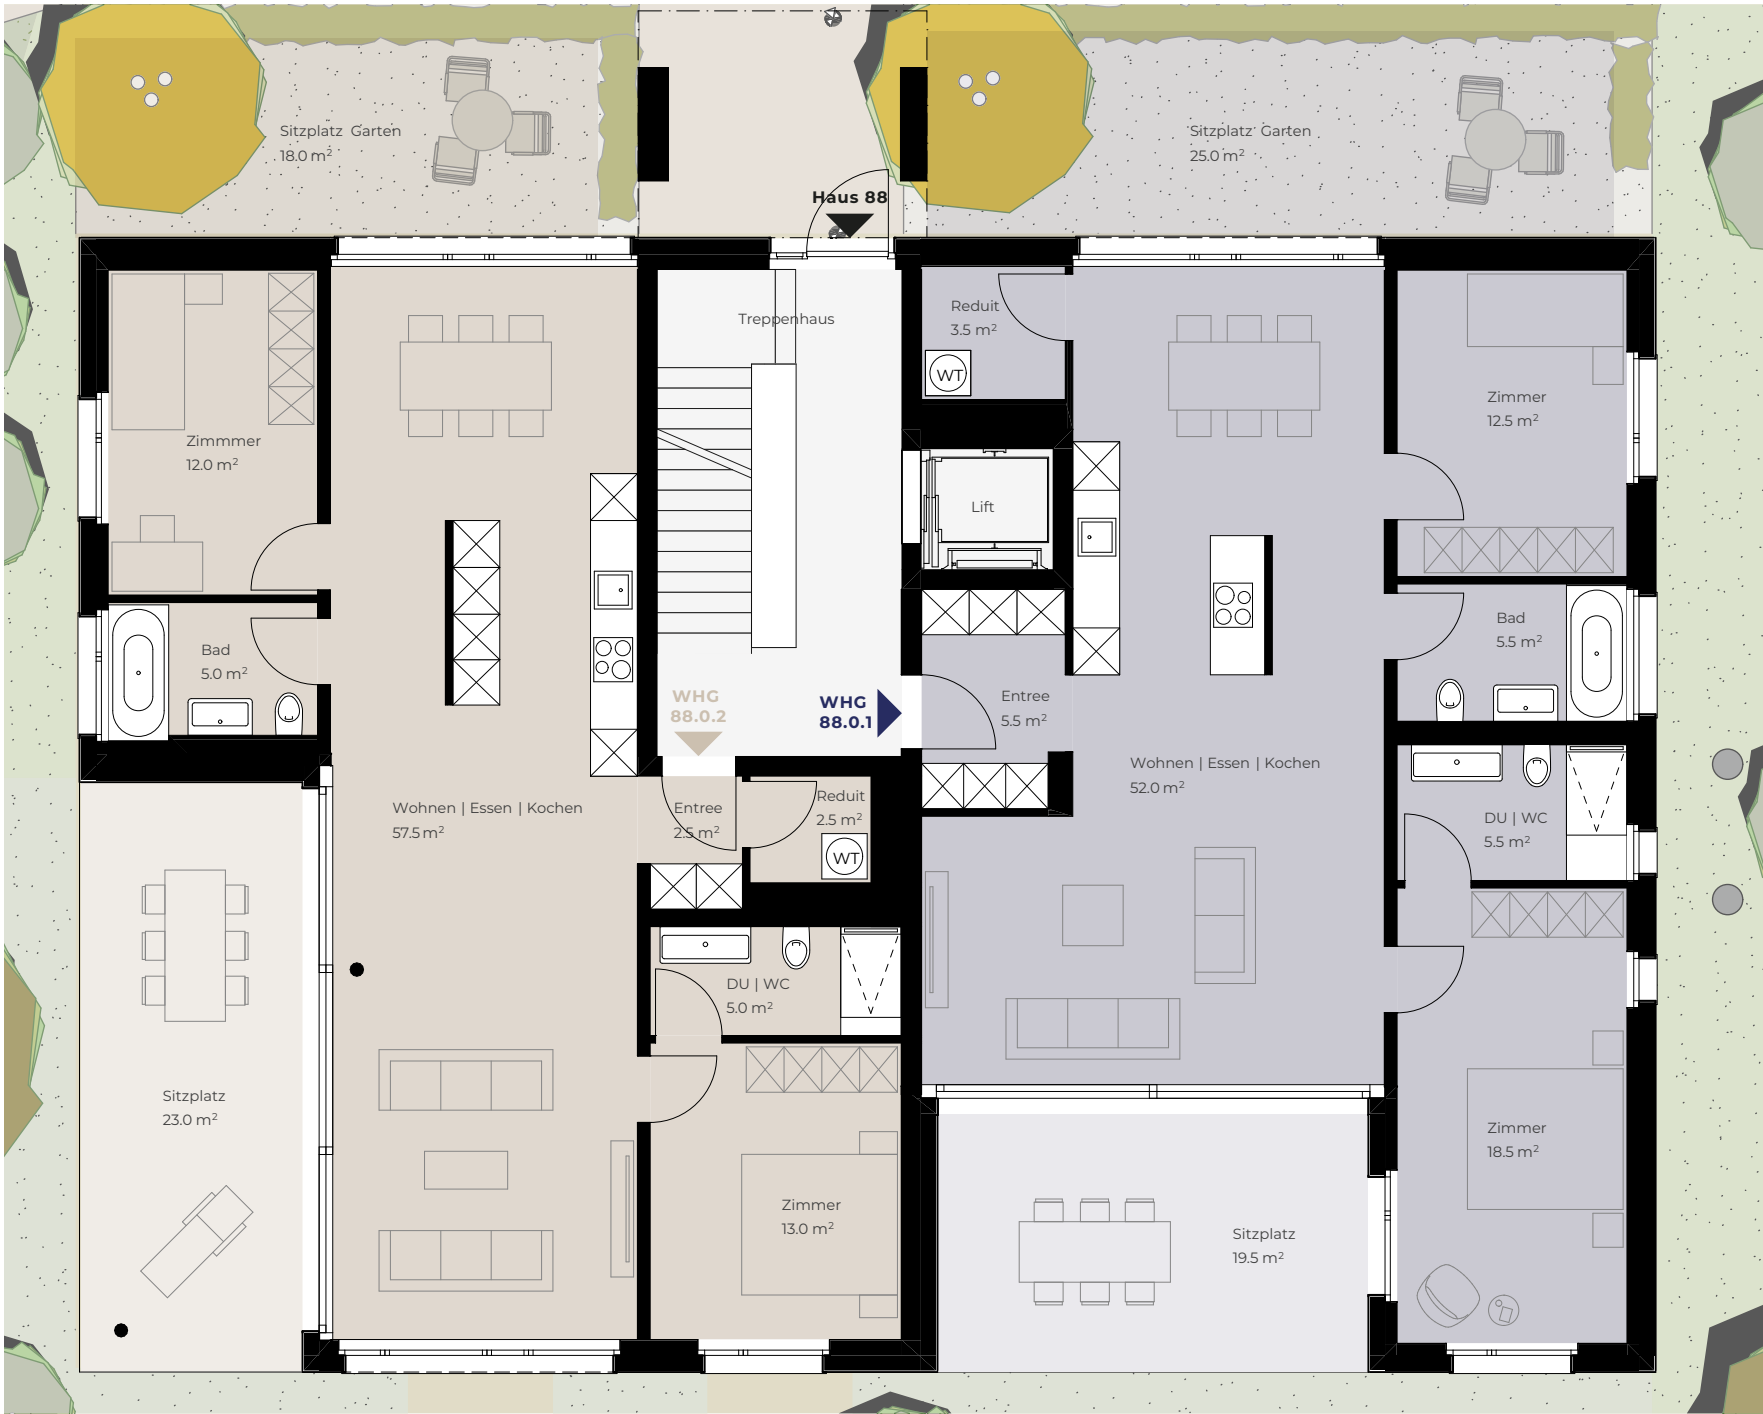 Sitzplatz Garten
18.0 m²
Sitzplatz Garten
25.0 m²
Haus 88
Treppenhaus
Reduit
3.5 m²
WT
Zimmer
12.5 m²
Zimmmer
12.0 m²
Lift
Bad
5.0 m²
Bad
5.5 m²
WHG
88.0.2
WHG
88.0.1
Entree
5.5 m²
Wohnen | Essen | Kochen
52.0 m²
Wohnen | Essen | Kochen
57.5 m²
Entree
2.5 m²
Reduit
2.5 m²
WT
DU | WC
5.5 m²
DU | WC
5.0 m²
Sitzplatz
23.0 m²
Zimmer
18.5 m²
Zimmer
13.0 m²
Sitzplatz
19.5 m²